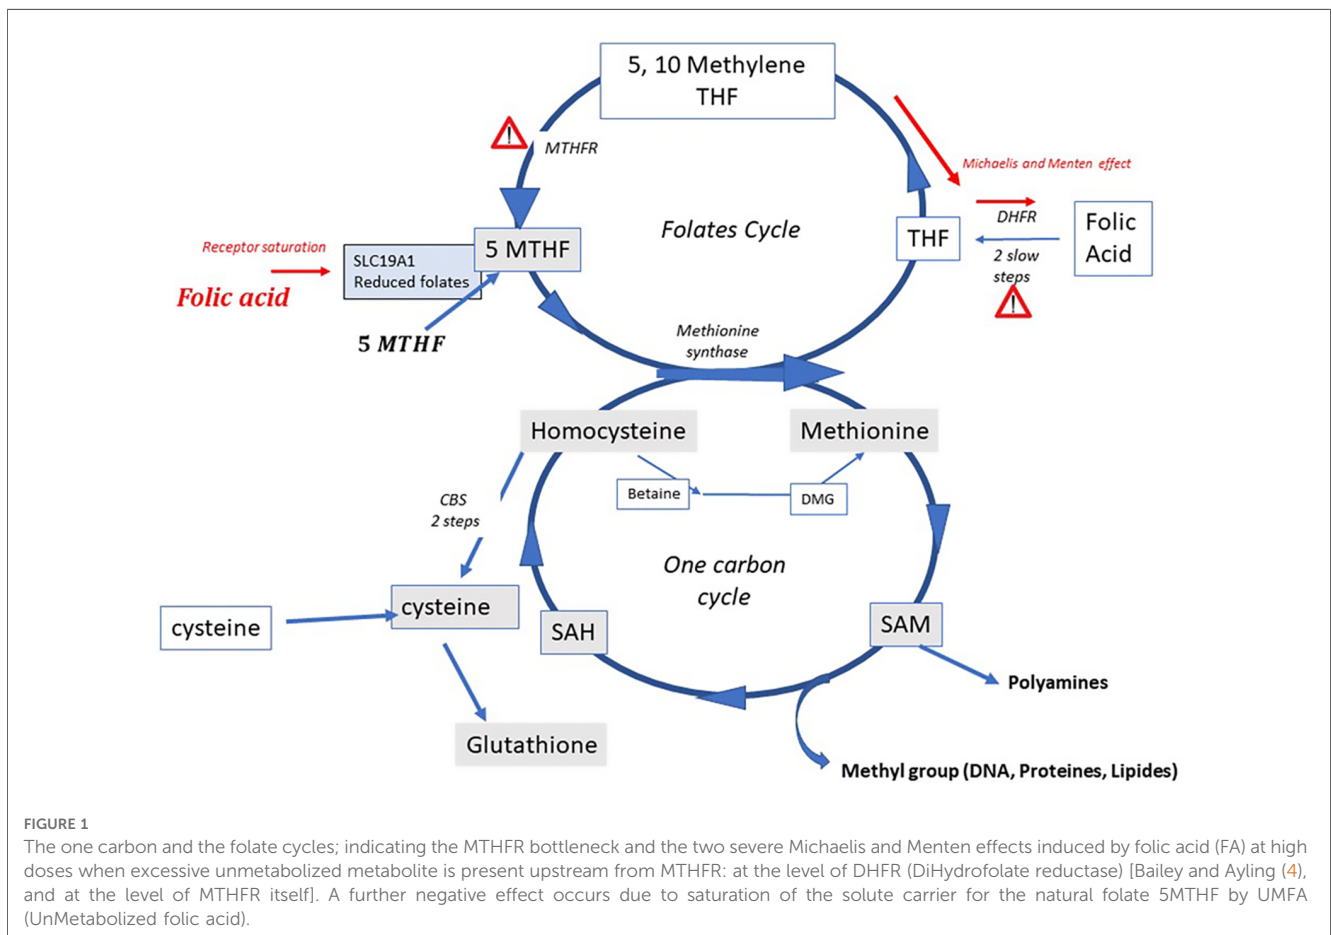 5, 10 Methylene
THF
MTHFR
Michaelis and Menten effect
DHFR
Folic
Acid
2 slow
steps
THF
Folates Cycle
Receptor saturation
Folic acid
SLC19A1
Reduced folates
5 MTHF
5 MTHF
Methionine
synthase
Homocysteine
Methionine
Betaine
DMG
CBS
2 steps
One carbon
cycle
cysteine
cysteine
SAH
SAM
Polyamines
Glutathione
Methyl group (DNA, Proteines, Lipides)
FIGURE 1
The one carbon and the folate cycles; indicating the MTHFR bottleneck and the two severe Michaelis and Menten effects induced by folic acid (FA) at high
doses when excessive unmetabolized metabolite is present upstream from MTHFR: at the level of DHFR (DiHydrofolate reductase) [Bailey and Ayling (4),
and at the level of MTHFR itself]. A further negative effect occurs due to saturation of the solute carrier for the natural folate 5MTHF by UMFA
(UnMetabolized folic acid).